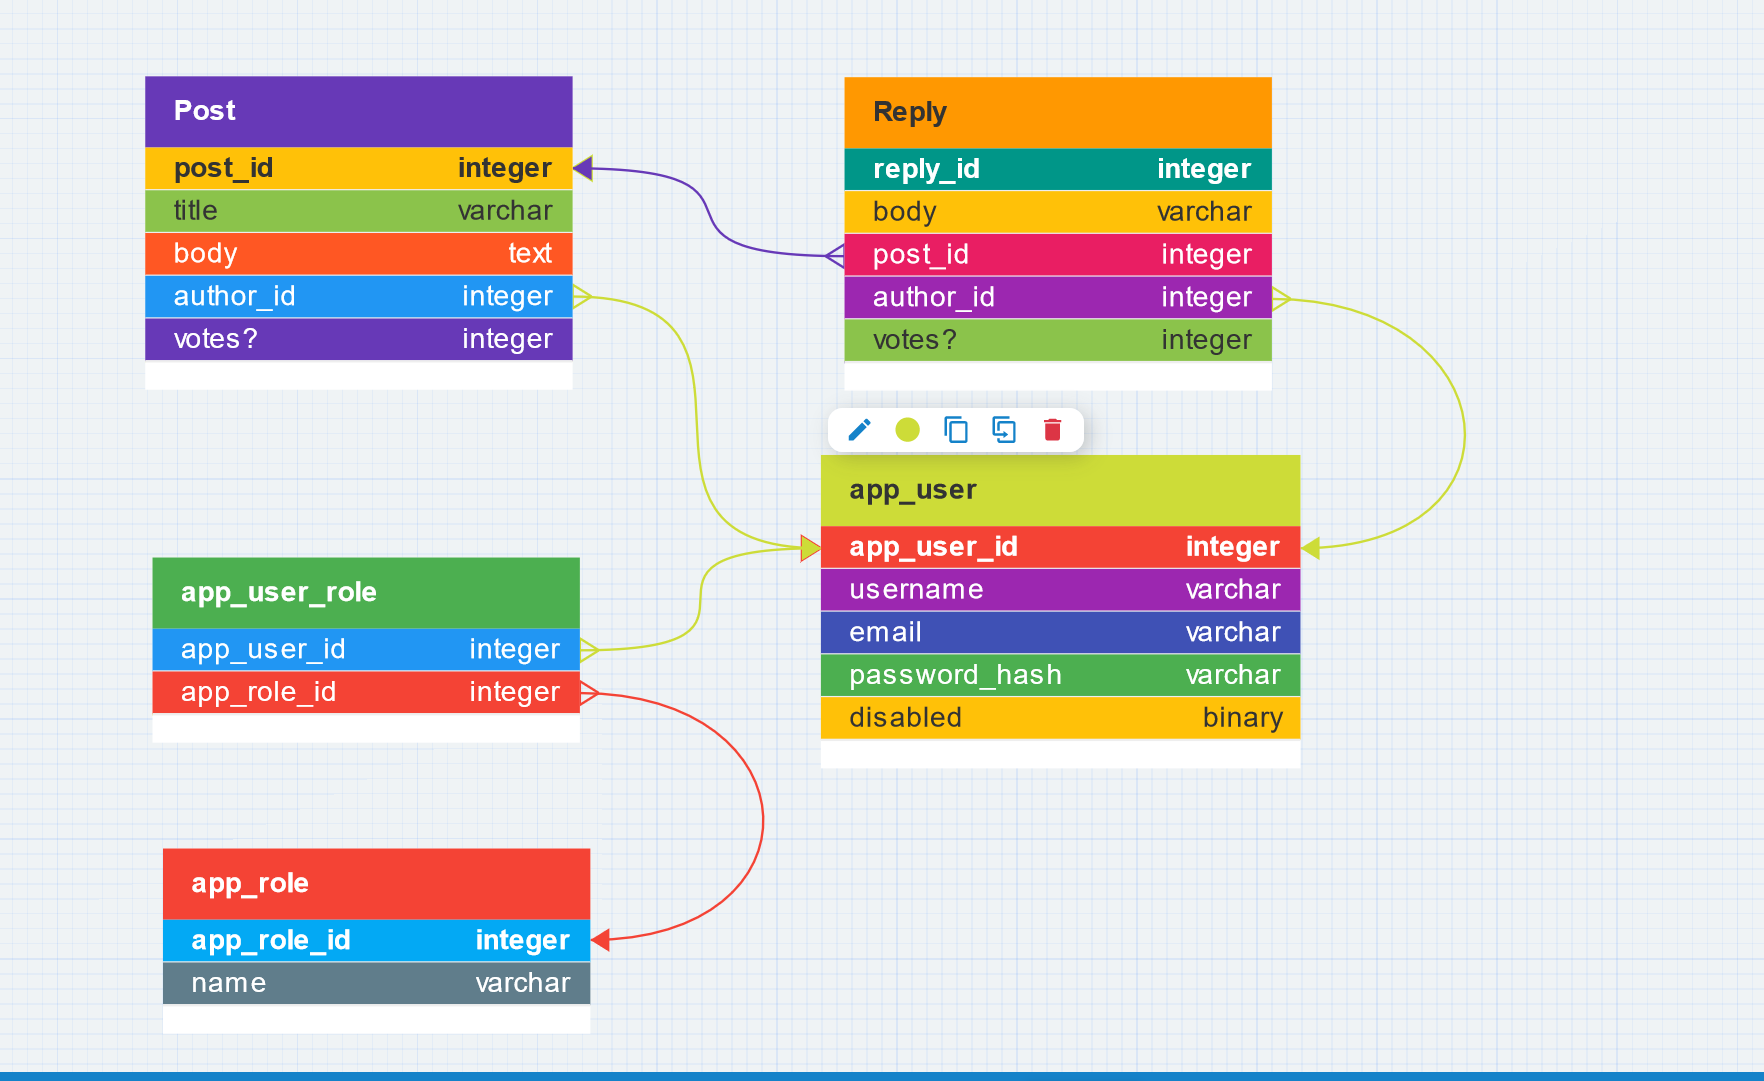 Post
post_id integer
title varchar
body text
author_id integer
votes? integer
Reply
reply_id integer
body varchar
post_id integer
author_id integer
votes? integer
app_user
app_user_id integer
username varchar
email varchar
password_hash varchar
disabled binary
app_user_role
app_user_id integer
app_role_id integer
app_role
app_role_id integer
name varchar